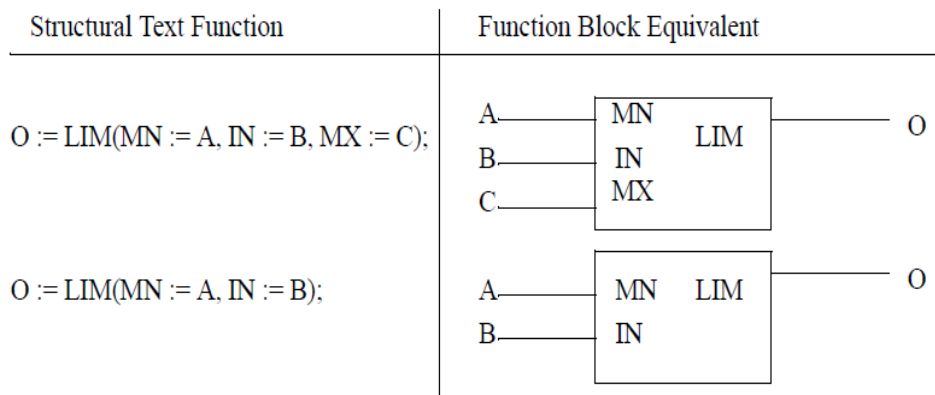 Structural Text Function
Function Block Equivalent
O := LIM(MN := A, IN := B, MX := C);
A
MN
LIM
O
B
IN
C
MX
O := LIM(MN := A, IN := B);
A
MN
LIM
O
B
IN